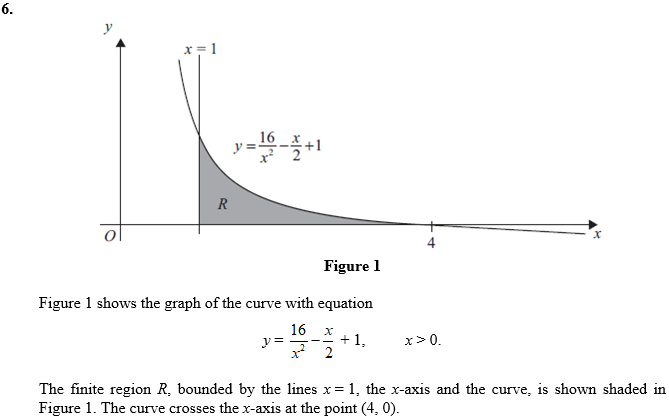 6.
y
x = 1
y = 16/x² − x/2 + 1
R
O
4
x
Figure 1
Figure 1 shows the graph of the curve with equation
y = 16/x² − x/2 + 1,   x > 0.
The finite region R, bounded by the lines x = 1, the x-axis and the curve, is shown shaded in
Figure 1. The curve crosses the x-axis at the point (4, 0).